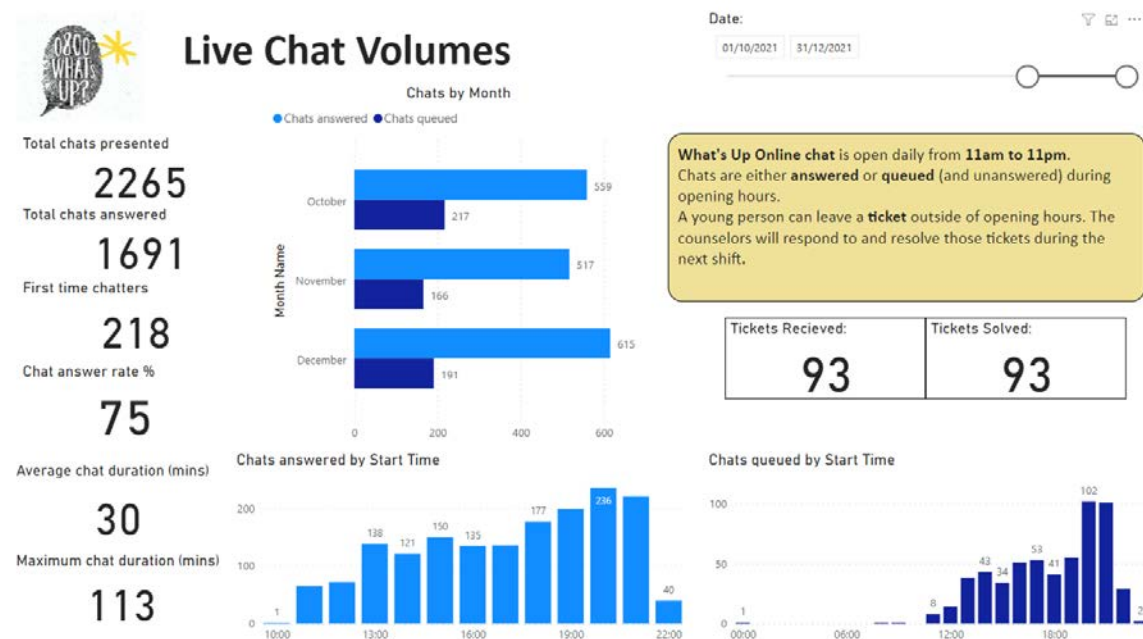 0800
WHATS
UP?
Live Chat Volumes
Date:
01/10/2021 31/12/2021
Chats by Month
Chats answered Chats queued
Total chats presented
2265
Total chats answered
1691
First time chatters
218
Chat answer rate %
75
Average chat duration (mins)
30
Maximum chat duration (mins)
113
Month Name
October
559
217
November
517
166
December
615
191
0 200 400 600
What's Up Online chat is open daily from 11am to 11pm.
Chats are either answered or queued (and unanswered) during
opening hours.
A young person can leave a ticket outside of opening hours. The
counselors will respond to and resolve those tickets during the
next shift.
Tickets Recieved:
93
Tickets Solved:
93
Chats answered by Start Time
200
100
0
1 138 121 150 135 177 236 40
10:00 13:00 16:00 19:00 22:00
Chats queued by Start Time
100
50
0
1 8 43 34 53 41 102 2
00:00 06:00 12:00 18:00